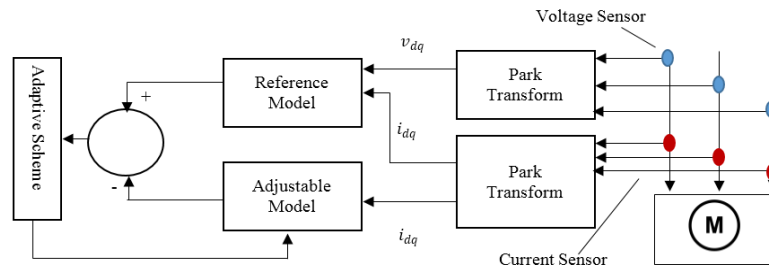 Voltage Sensor
v_dq
Park
Transform
Reference
Model
+
Adaptive Scheme
i_dq
Park
Transform
-
Adjustable
Model
i_dq
M
Current Sensor